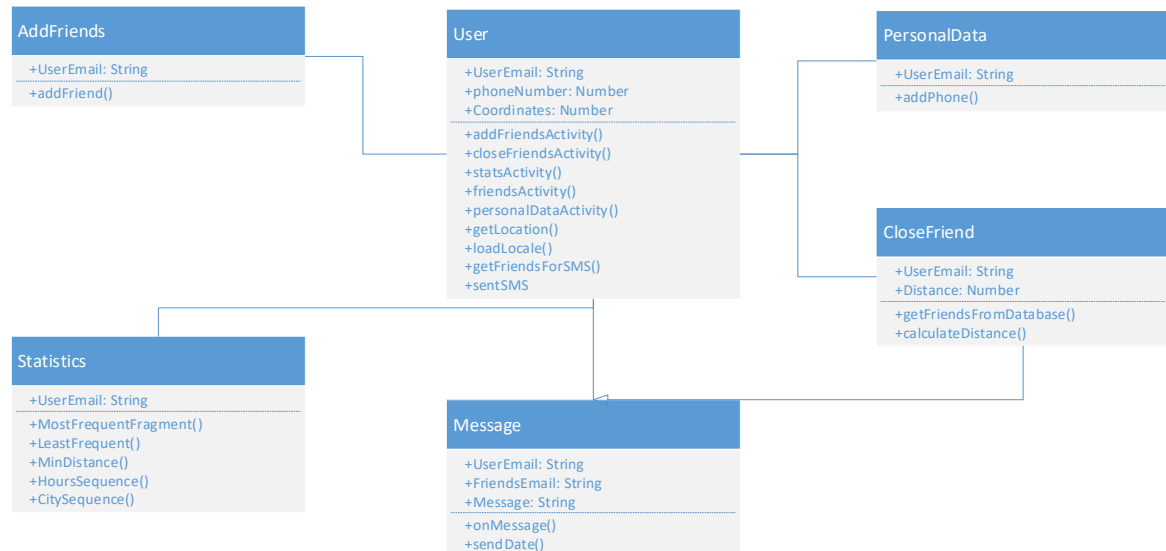 AddFriends
+UserEmail: String
+addFriend()
User
+UserEmail: String
+phoneNumber: Number
+Coordinates: Number
+addFriendsActivity()
+closeFriendsActivity()
+statsActivity()
+friendsActivity()
+personalDataActivity()
+getLocation()
+loadLocale()
+getFriendsForSMS()
+sentSMS
PersonalData
+UserEmail: String
+addPhone()
CloseFriend
+UserEmail: String
+Distance: Number
+getFriendsFromDatabase()
+calculateDistance()
Statistics
+UserEmail: String
+MostFrequentFragment()
+LeastFrequent()
+MinDistance()
+HoursSequence()
+CitySequence()
Message
+UserEmail: String
+FriendsEmail: String
+Message: String
+onMessage()
+sendDate()